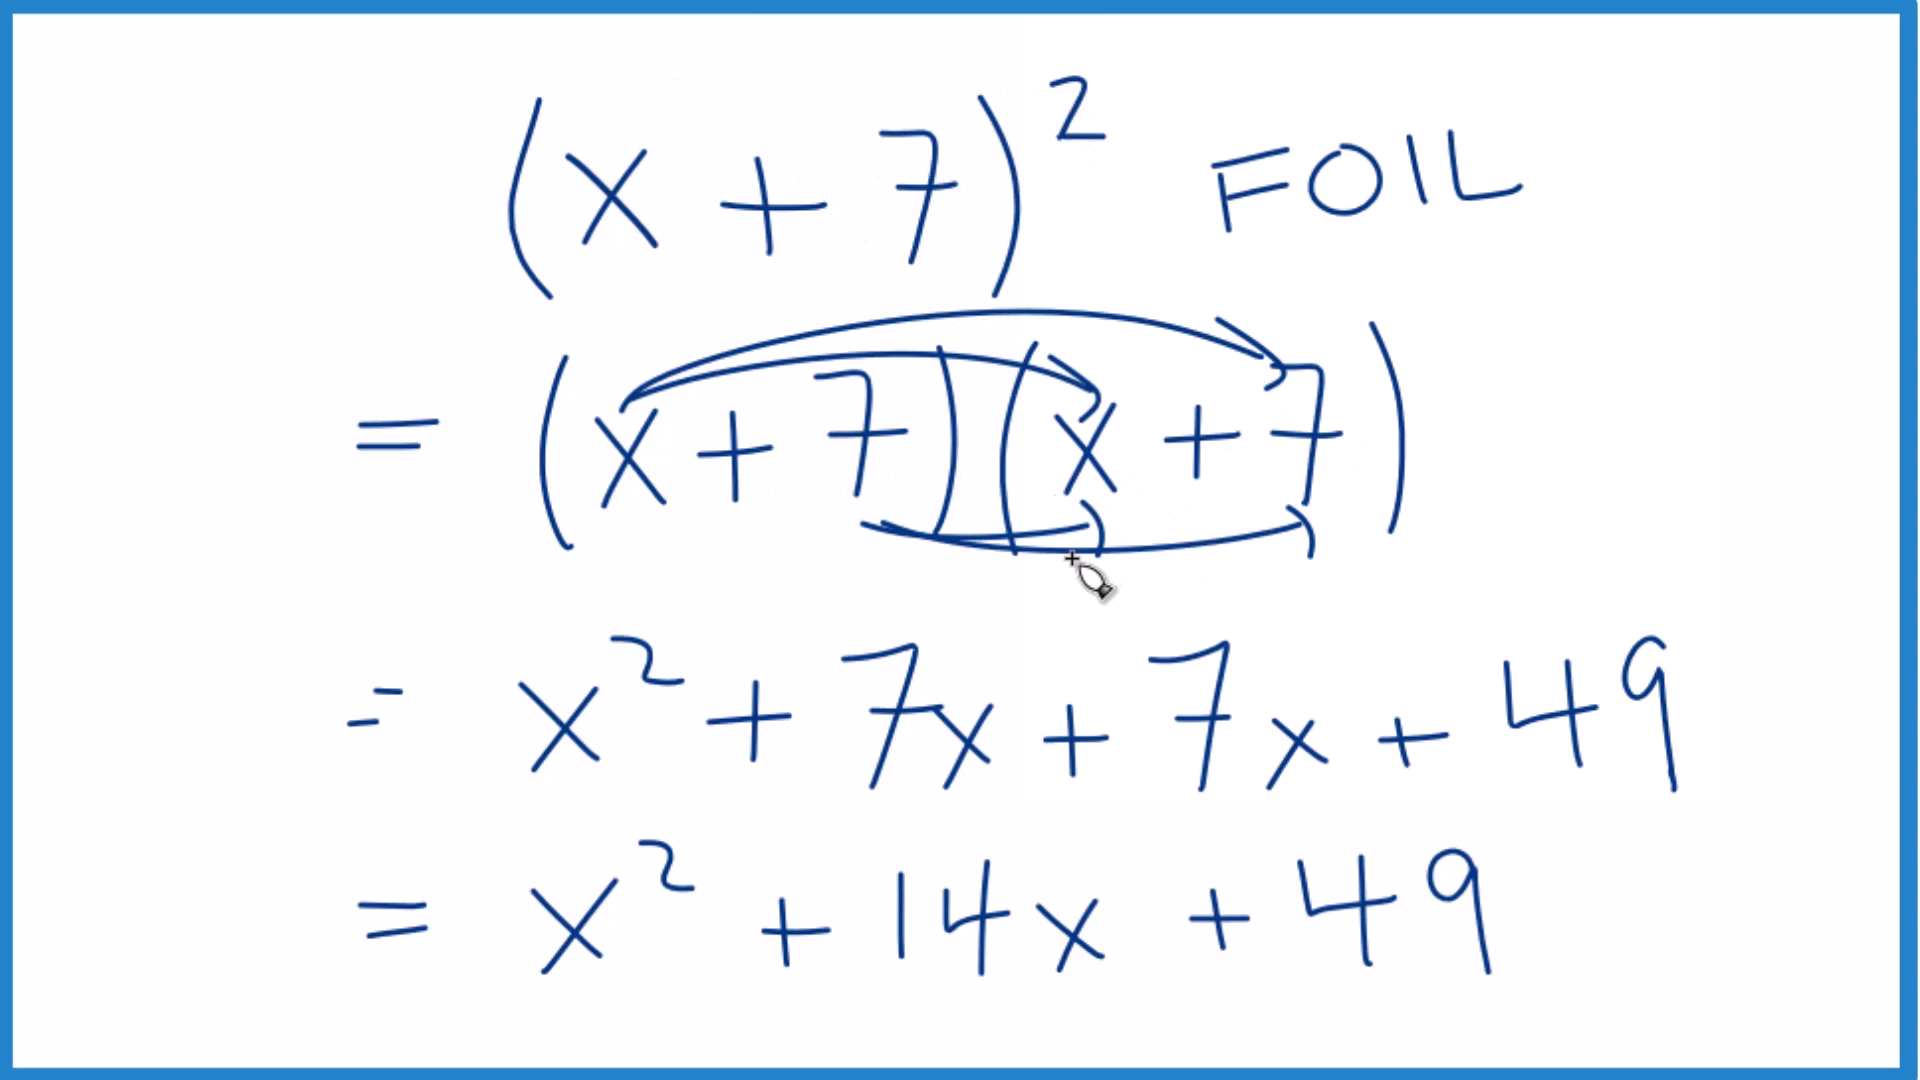 (x + 7)² FOIL
= (x + 7)(x + 7)
= x² + 7x + 7x + 49
= x² + 14x + 49